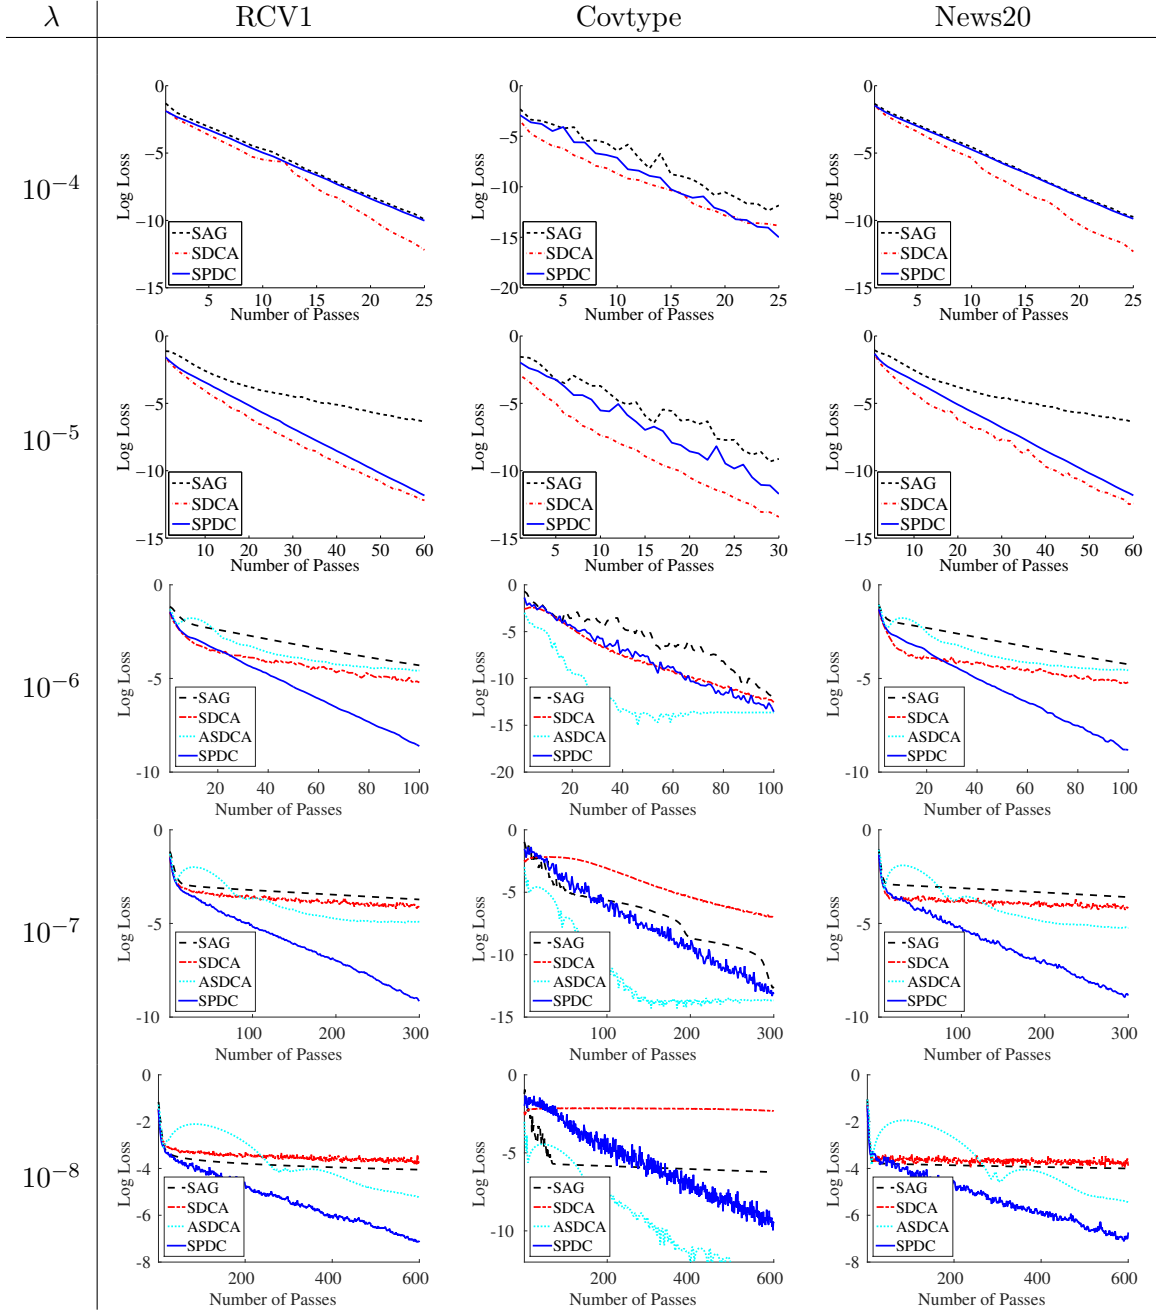 λ RCV1 Covtype News20
10⁻⁴
0
−5
−10
−15
Log Loss
SAG
SDCA
SPDC
5 10 15 20 25
Number of Passes
0
−5
−10
−15
−20
Log Loss
SAG
SDCA
SPDC
5 10 15 20 25
Number of Passes
0
−5
−10
−15
Log Loss
SAG
SDCA
SPDC
5 10 15 20 25
Number of Passes
10⁻⁵
0
−5
−10
−15
Log Loss
SAG
SDCA
SPDC
10 20 30 40 50 60
Number of Passes
0
−5
−10
−15
Log Loss
SAG
SDCA
SPDC
5 10 15 20 25 30
Number of Passes
0
−5
−10
−15
Log Loss
SAG
SDCA
SPDC
10 20 30 40 50 60
Number of Passes
10⁻⁶
0
-5
-10
Log Loss
SAG
SDCA
ASDCA
SPDC
20 40 60 80 100
Number of Passes
0
-5
-10
-15
-20
Log Loss
SAG
SDCA
ASDCA
SPDC
20 40 60 80 100
Number of Passes
0
-5
-10
Log Loss
SAG
SDCA
ASDCA
SPDC
20 40 60 80 100
Number of Passes
10⁻⁷
0
-5
-10
Log Loss
SAG
SDCA
ASDCA
SPDC
100 200 300
Number of Passes
0
-5
-10
-15
Log Loss
SAG
SDCA
ASDCA
SPDC
100 200 300
Number of Passes
0
-5
-10
Log Loss
SAG
SDCA
ASDCA
SPDC
100 200 300
Number of Passes
10⁻⁸
0
-2
-4
-6
-8
Log Loss
SAG
SDCA
ASDCA
SPDC
200 400 600
Number of Passes
0
-5
-10
Log Loss
SAG
SDCA
ASDCA
SPDC
200 400 600
Number of Passes
0
-2
-4
-6
-8
Log Loss
SAG
SDCA
ASDCA
SPDC
200 400 600
Number of Passes